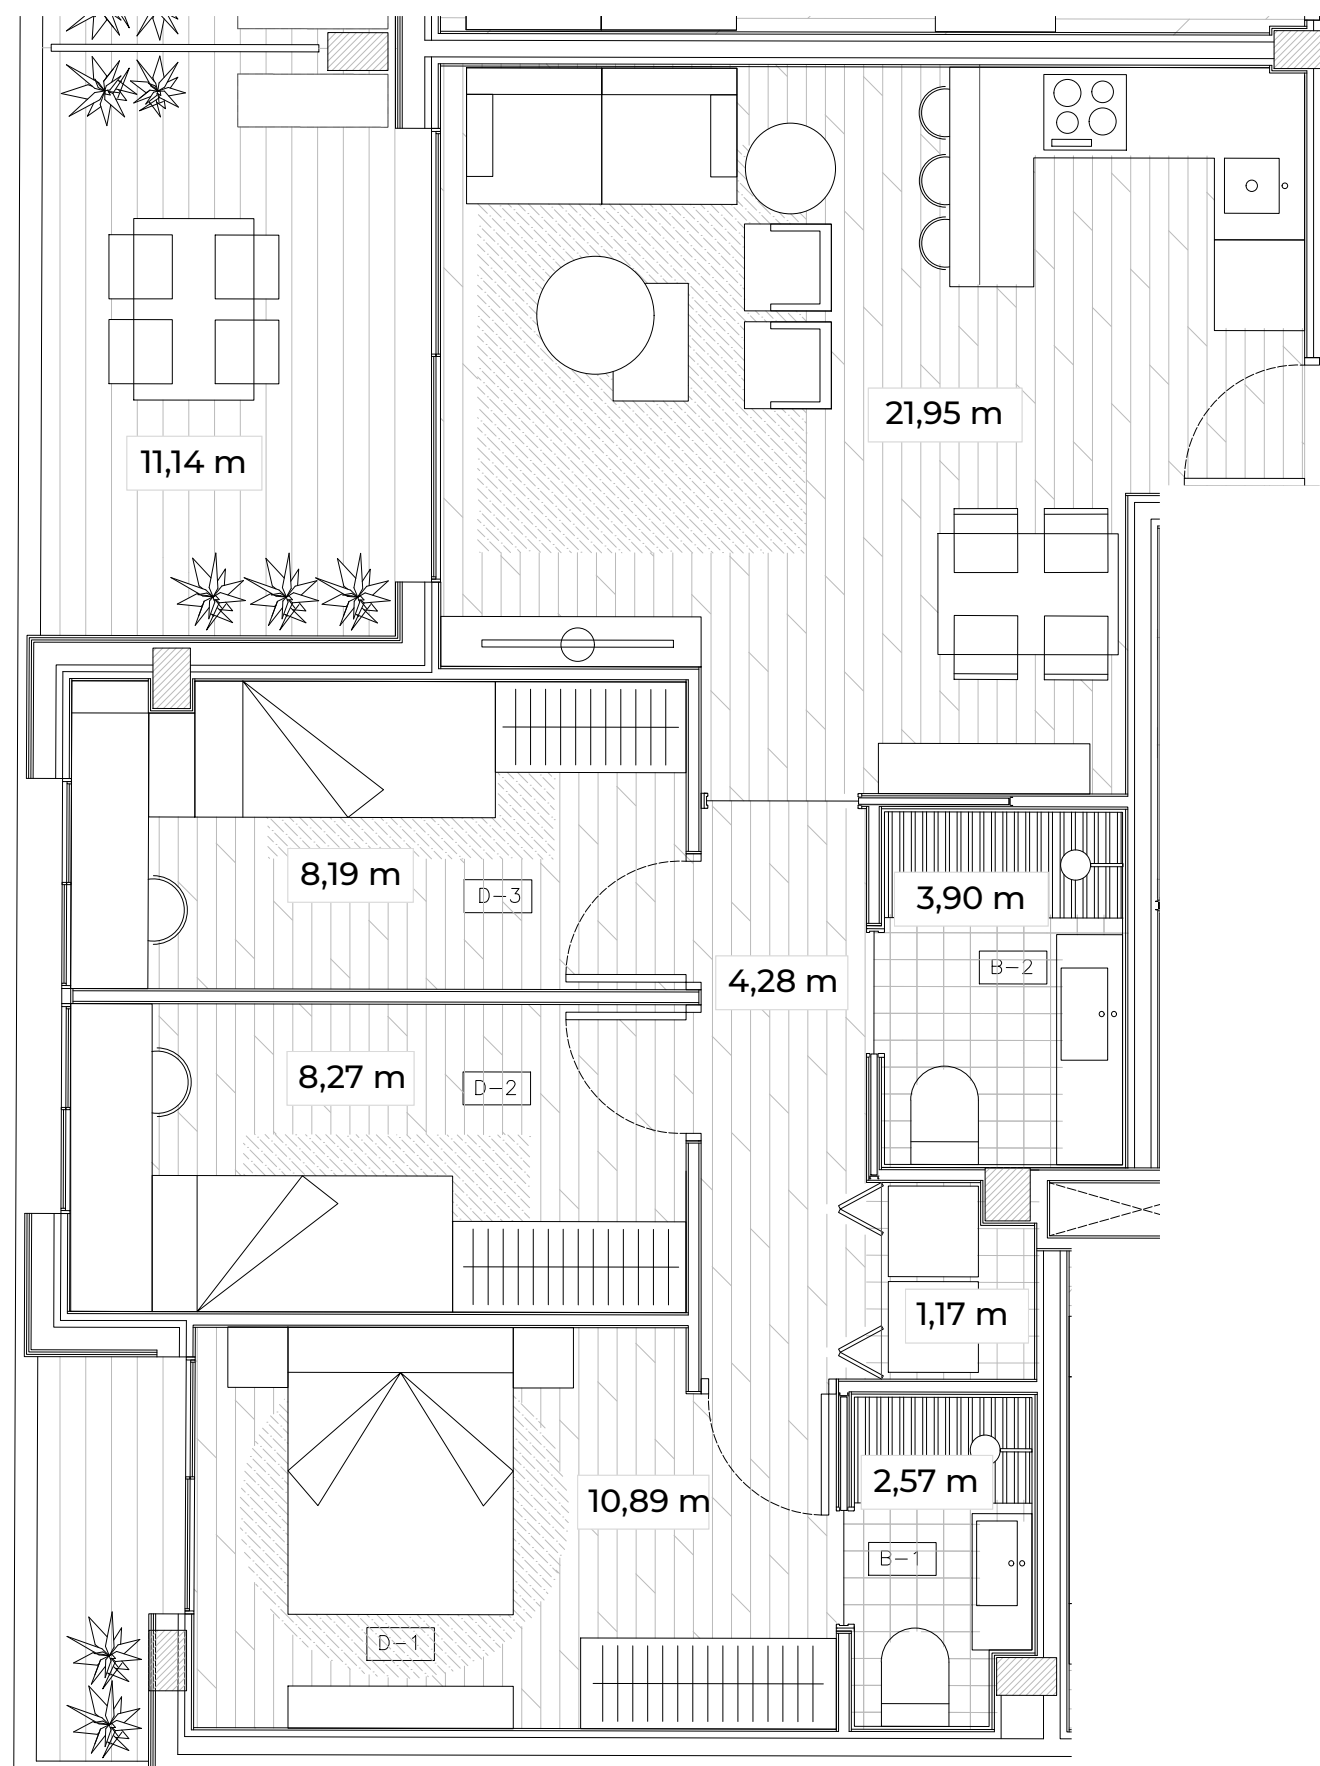 21,95 m
11,14 m
8,19 m
D-3
3,90 m
B-2
4,28 m
8,27 m
D-2
1,17 m
2,57 m
10,89 m
B-1
D-1